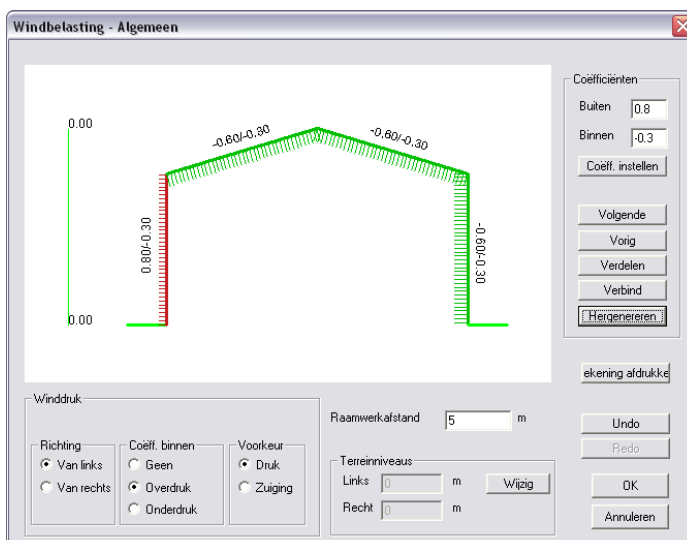 Windbelasting - Algemeen
0.00
-0.60/-0.30
-0.60/-0.30
0.80/-0.30
-0.60/-0.30
0.00
Coëfficiënten
Buiten 0.8
Binnen -0.3
Coëff. instellen
Volgende
Vorig
Verdelen
Verbind
Hergenereren
ekening afdrukke
Undo
Redo
OK
Annuleren
Winddruk
Richting
Van links
Van rechts
Coëff. binnen
Geen
Overdruk
Onderdruk
Voorkeur
Druk
Zuiging
Raamwerkafstand 5 m
Terreinniveaus
Links 0 m
Wijzig
Recht 0 m